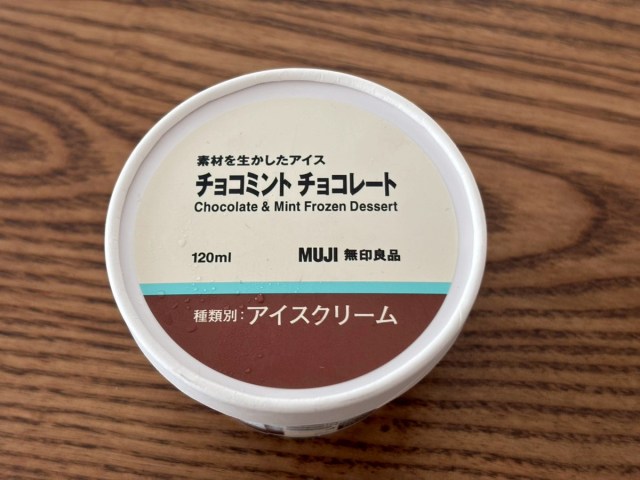 素材を生かしたアイス
チョコミント チョコレート
Chocolate & Mint Frozen Dessert
120ml MUJI 無印良品
種類別：アイスクリーム